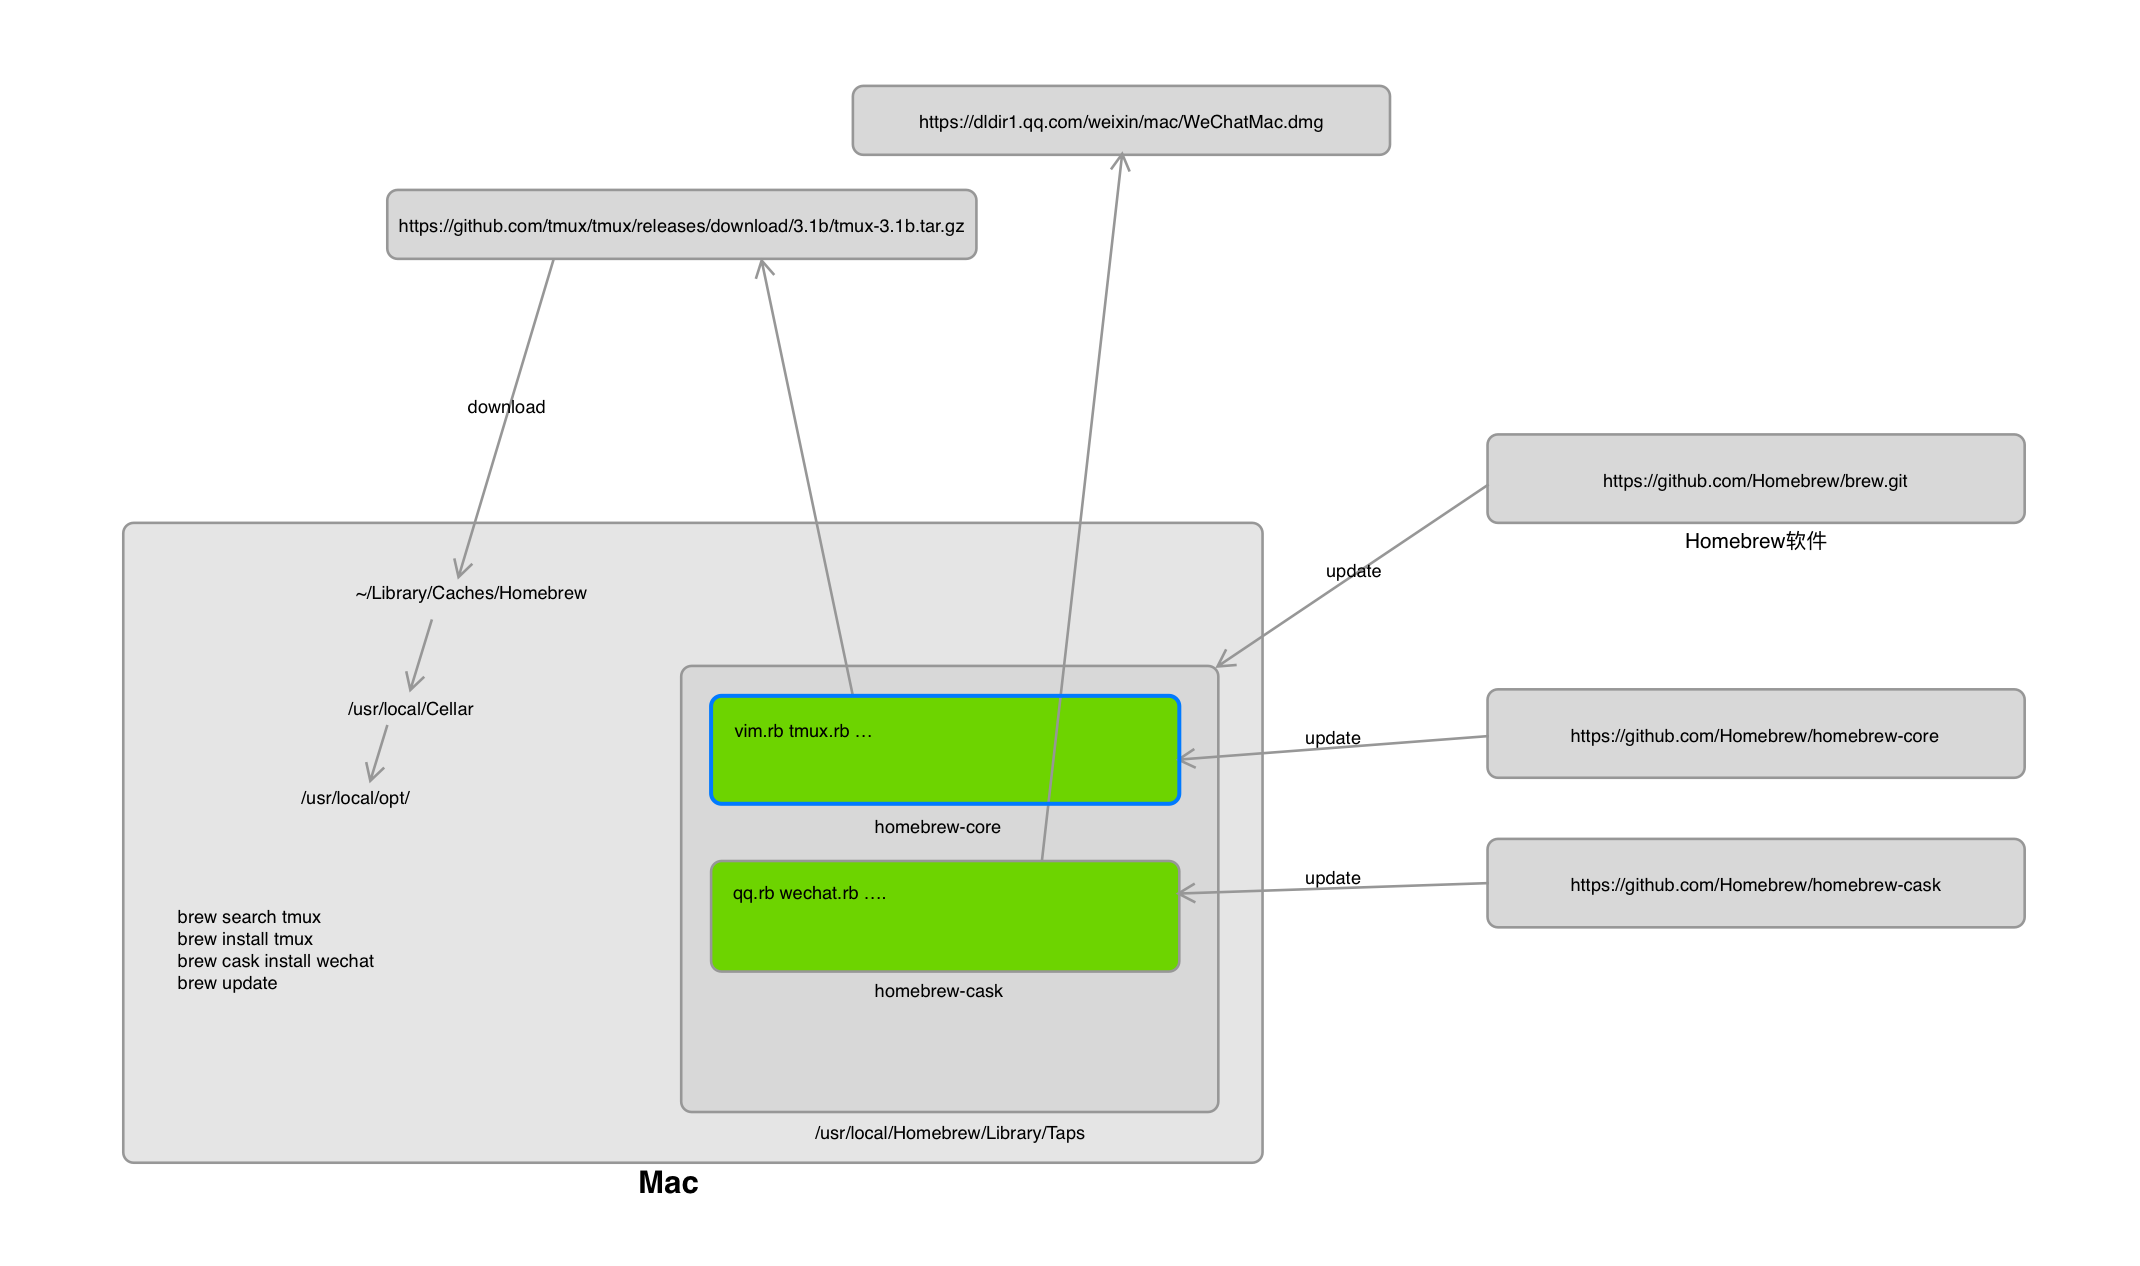 https://dldir1.qq.com/weixin/mac/WeChatMac.dmg
https://github.com/tmux/tmux/releases/download/3.1b/tmux-3.1b.tar.gz
download
https://github.com/Homebrew/brew.git
Homebrew软件
update
~/Library/Caches/Homebrew
/usr/local/Cellar
/usr/local/opt/
vim.rb tmux.rb …
homebrew-core
update
https://github.com/Homebrew/homebrew-core
qq.rb wechat.rb ….
homebrew-cask
update
https://github.com/Homebrew/homebrew-cask
brew search tmux
brew install tmux
brew cask install wechat
brew update
/usr/local/Homebrew/Library/Taps
Mac